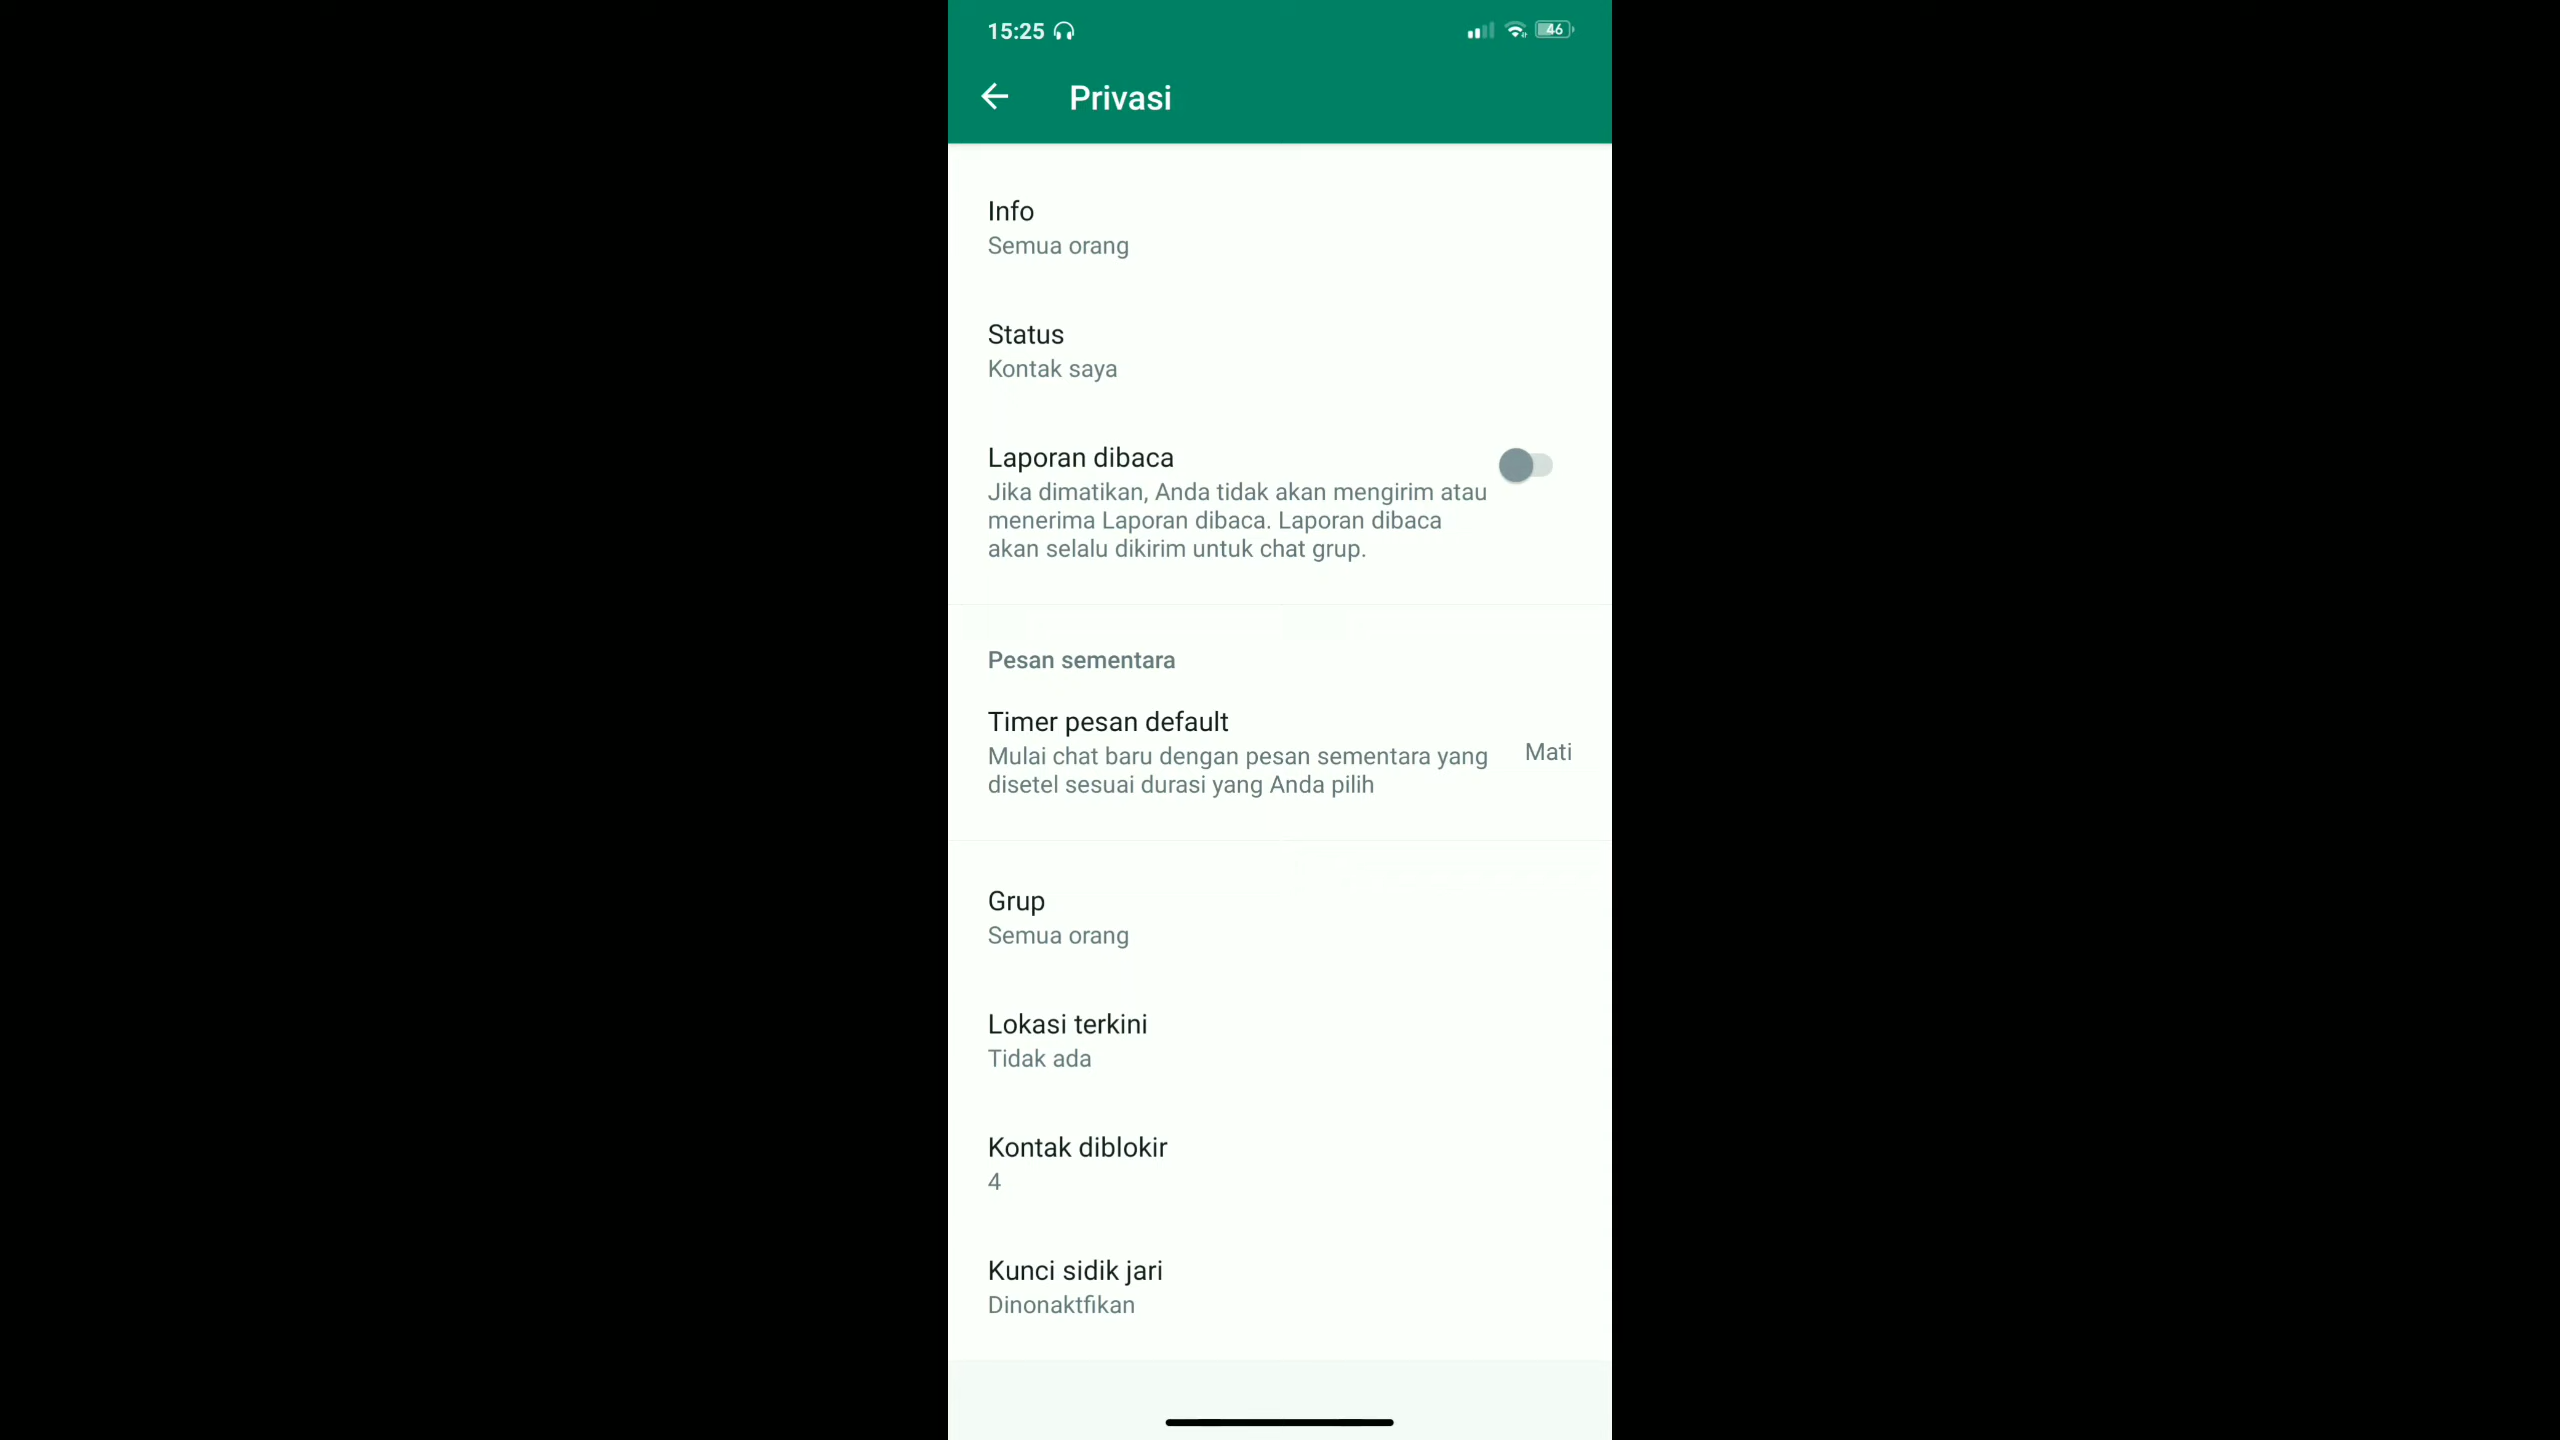 15:25
46
Privasi
Info
Semua orang
Status
Kontak saya
Laporan dibaca
Jika dimatikan, Anda tidak akan mengirim atau
menerima Laporan dibaca. Laporan dibaca
akan selalu dikirim untuk chat grup.
Pesan sementara
Timer pesan default
Mulai chat baru dengan pesan sementara yang
disetel sesuai durasi yang Anda pilih
Mati
Grup
Semua orang
Lokasi terkini
Tidak ada
Kontak diblokir
4
Kunci sidik jari
Dinonaktfikan